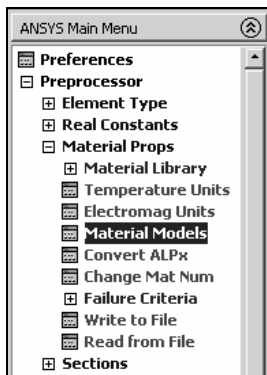 ANSYS Main Menu
Preferences
Preprocessor
Element Type
Real Constants
Material Props
Material Library
Temperature Units
Electromag Units
Material Models
Convert ALPx
Change Mat Num
Failure Criteria
Write to File
Read from File
Sections